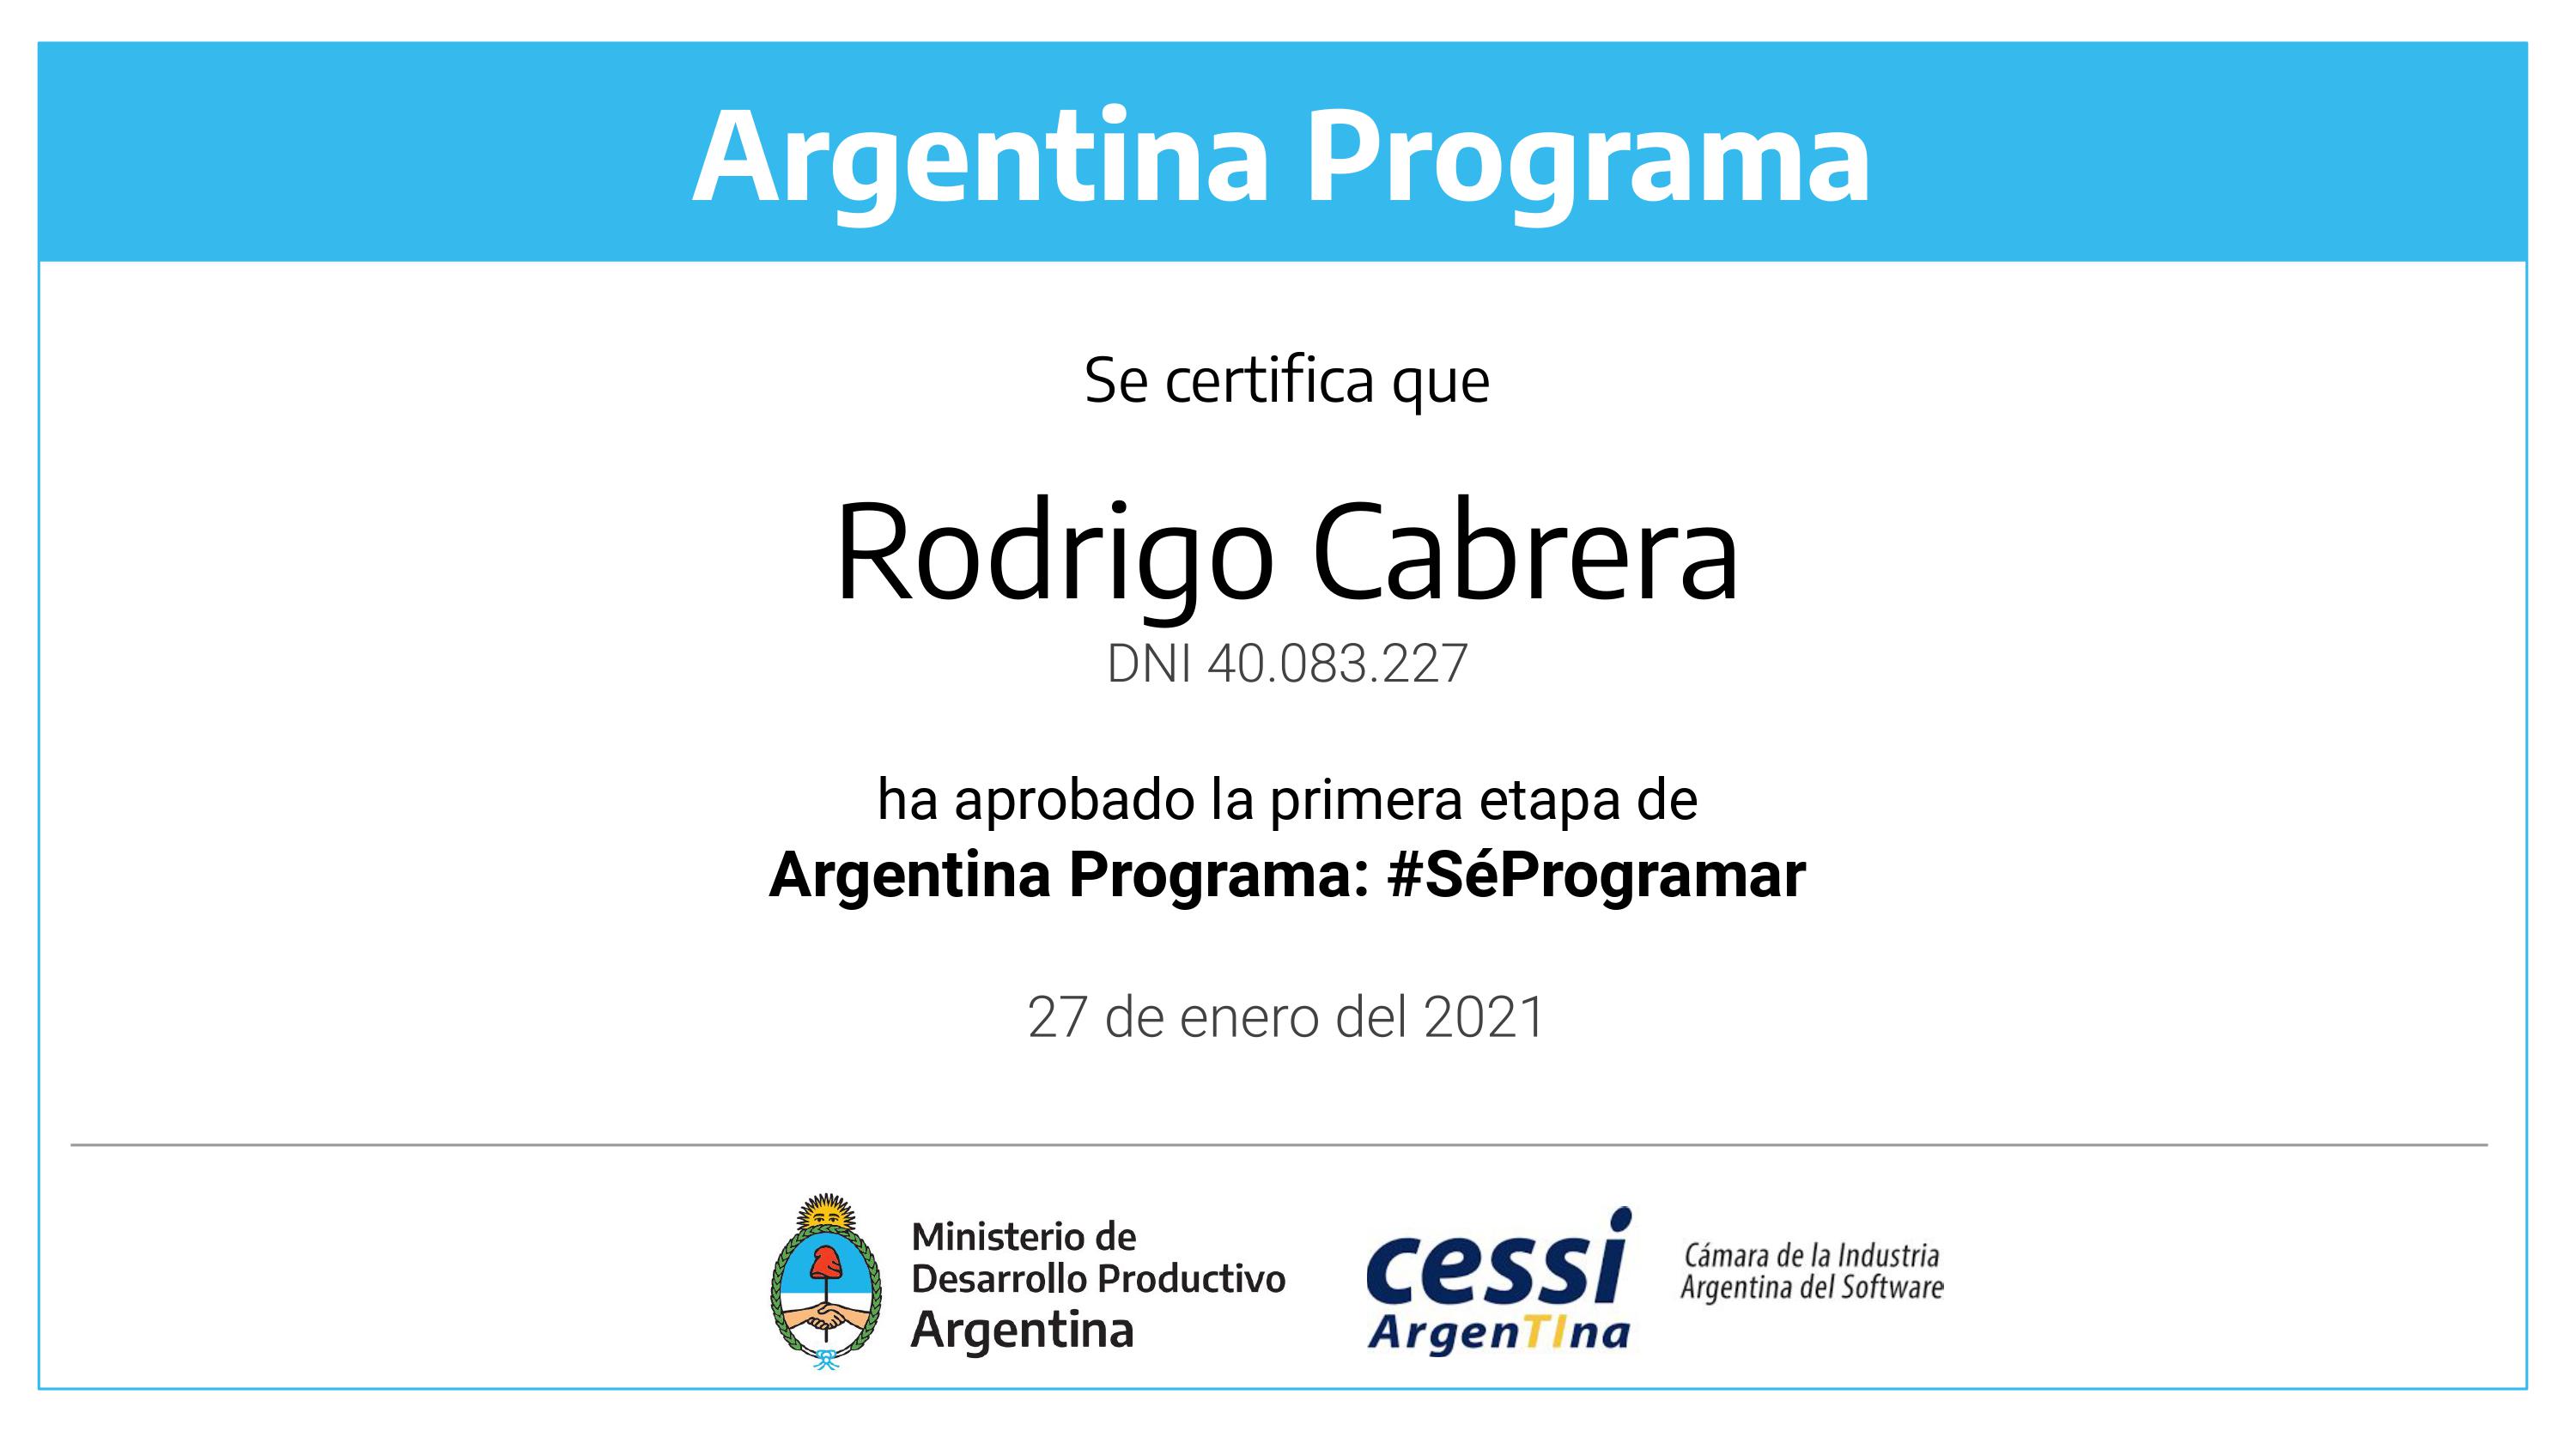 Argentina Programa
Se certifica que
Rodrigo Cabrera
DNI 40.083.227
ha aprobado la primera etapa de
Argentina Programa: #SéProgramar
27 de enero del 2021
Ministerio de
Desarrollo Productivo
Argentina
cessi
ArgenTIna
Cámara de la Industria
Argentina del Software